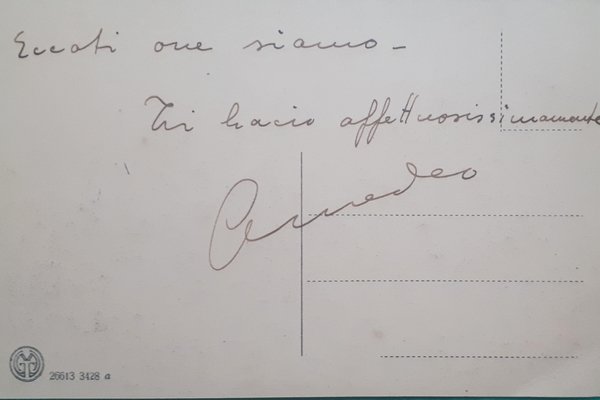 Eccoti ove siamo-
Ti bacio affettuosissimamente
Amedeo
26613 3428 a